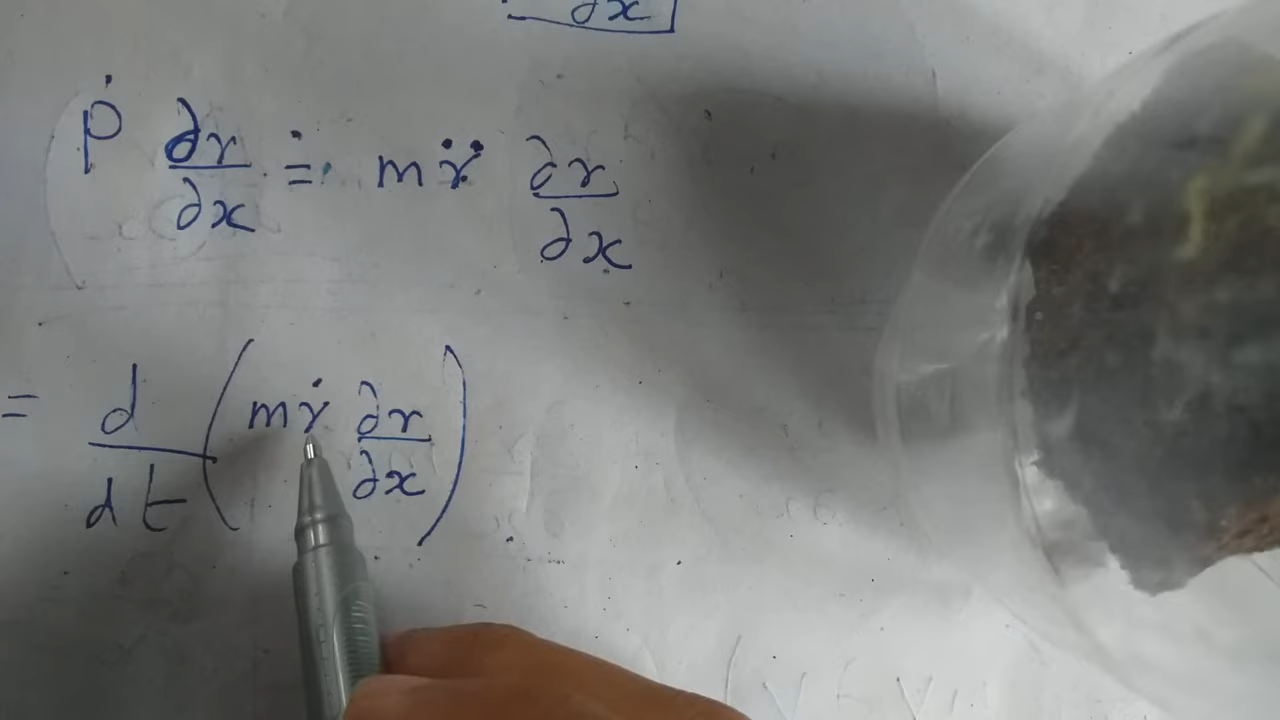 ∂x
ṗ ∂r/∂x = m r̈ ∂r/∂x
= d/dt (m ṙ ∂r/∂x)